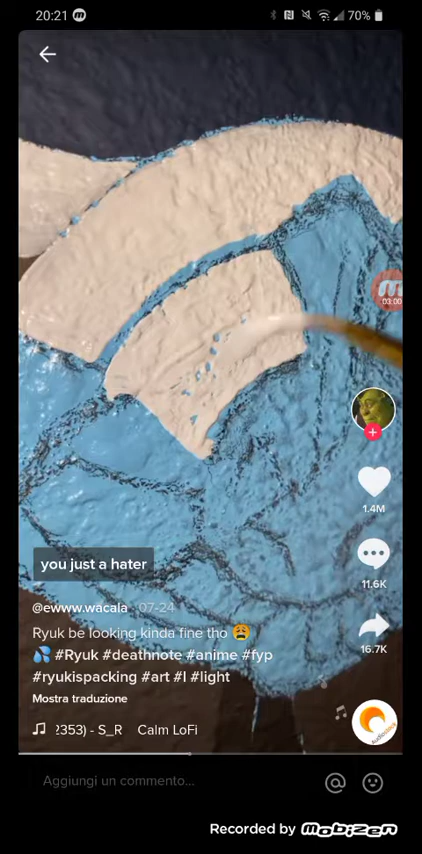 20:21
70%
03:00
1.4M
you just a hater
11.6K
@ewww.wacala · 07-24
Ryuk be looking kinda fine tho 😩
💦 #Ryuk #deathnote #anime #fyp
#ryukispacking #art #l #light
16.7K
Mostra traduzione
2353) - S_R Calm LoFi
Aggiungi un commento...
Recorded by mobizen